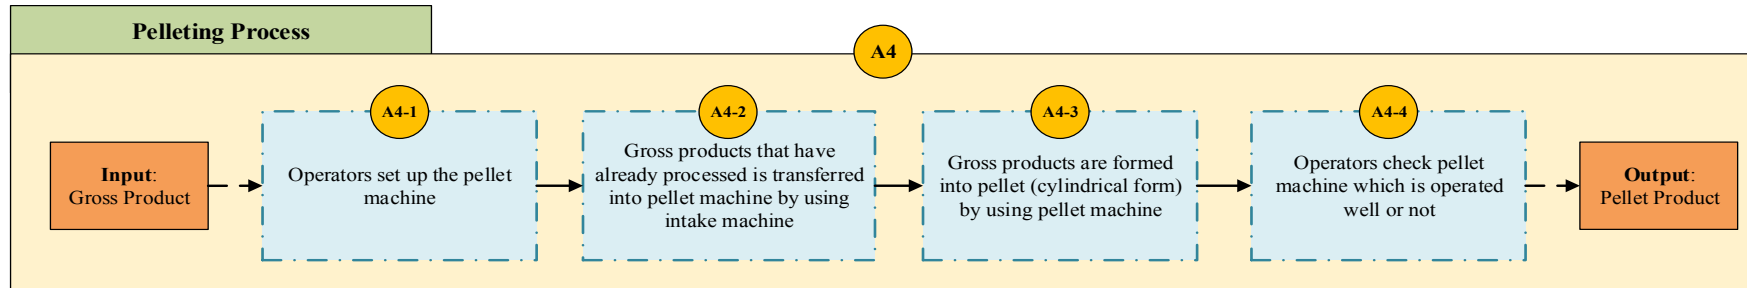 Pelleting Process
A4
A4-1
A4-2
A4-3
A4-4
Input:
Gross Product
Operators set up the pellet
machine
Gross products that have
already processed is transferred
into pellet machine by using
intake machine
Gross products are formed
into pellet (cylindrical form)
by using pellet machine
Operators check pellet
machine which is operated
well or not
Output:
Pellet Product